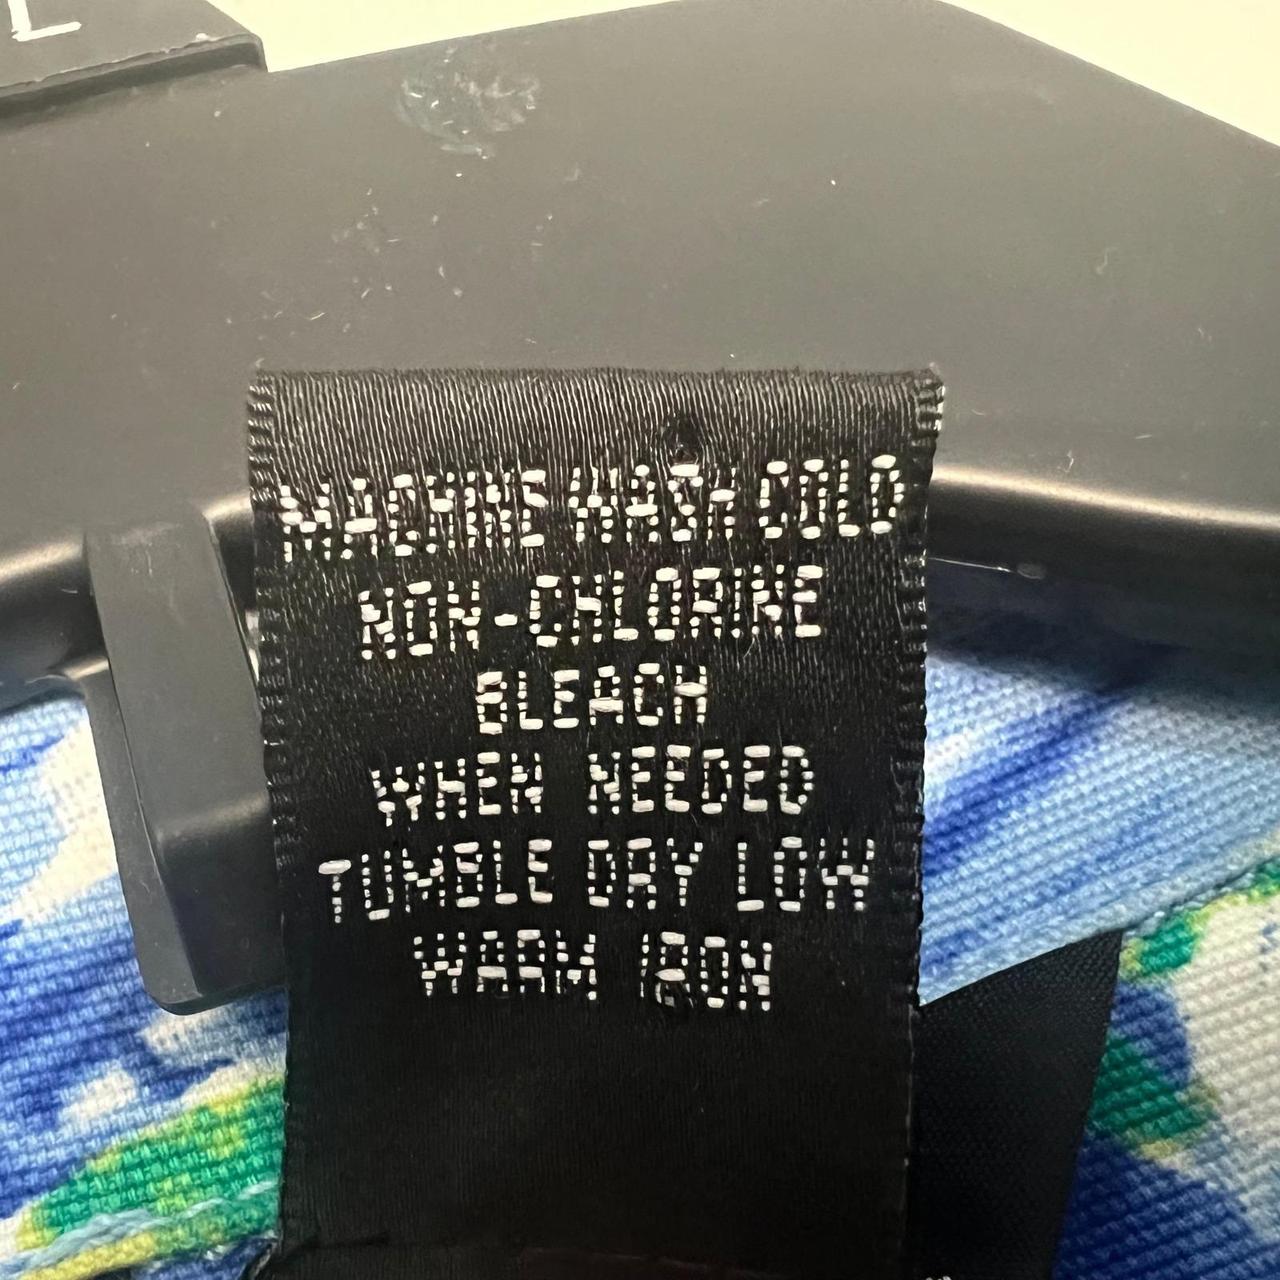 L
MACHINE WASH COLD
NON-CHLORINE
BLEACH
WHEN NEEDED
TUMBLE DRY LOW
WARM IRON